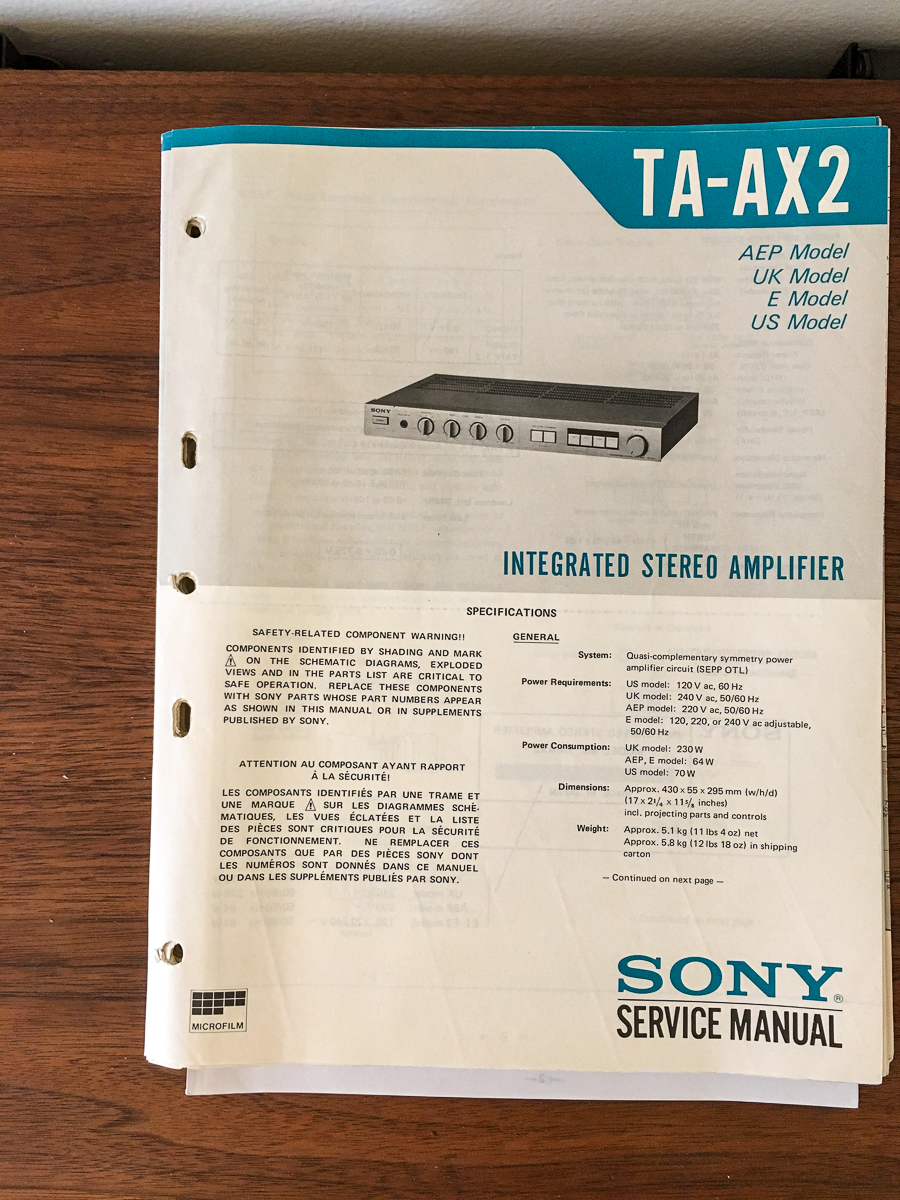 TA-AX2
AEP Model
UK Model
E Model
US Model
SONY
INTEGRATED STEREO AMPLIFIER
SPECIFICATIONS
SAFETY-RELATED COMPONENT WARNING!!
COMPONENTS IDENTIFIED BY SHADING AND MARK
⚠ ON THE SCHEMATIC DIAGRAMS, EXPLODED
VIEWS AND IN THE PARTS LIST ARE CRITICAL TO
SAFE OPERATION. REPLACE THESE COMPONENTS
WITH SONY PARTS WHOSE PART NUMBERS APPEAR
AS SHOWN IN THIS MANUAL OR IN SUPPLEMENTS
PUBLISHED BY SONY.
ATTENTION AU COMPOSANT AYANT RAPPORT
À LA SÉCURITÉ!
LES COMPOSANTS IDENTIFIÉS PAR UNE TRAME ET
UNE MARQUE ⚠ SUR LES DIAGRAMMES SCHÉ-
MATIQUES, LES VUES ÉCLATÉES ET LA LISTE
DES PIÈCES SONT CRITIQUES POUR LA SÉCURITÉ
DE FONCTIONNEMENT. NE REMPLACER CES
COMPOSANTS QUE PAR DES PIÈCES SONY DONT
LES NUMÉROS SONT DONNÉS DANS CE MANUEL
OU DANS LES SUPPLÉMENTS PUBLIÉS PAR SONY.
GENERAL
System: Quasi-complementary symmetry power
amplifier circuit (SEPP OTL)
Power Requirements: US model: 120 V ac, 60 Hz
UK model: 240 V ac, 50/60 Hz
AEP model: 220 V ac, 50/60 Hz
E model: 120, 220, or 240 V ac adjustable,
50/60 Hz
Power Consumption: UK model: 230 W
AEP, E model: 64 W
US model: 70 W
Dimensions: Approx. 430 x 55 x 295 mm (w/h/d)
(17 x 2 1/4 x 11 5/8 inches)
incl. projecting parts and controls
Weight: Approx. 5.1 kg (11 lbs 4 oz) net
Approx. 5.8 kg (12 lbs 18 oz) in shipping
carton
— Continued on next page —
MICROFILM
SONY®
SERVICE MANUAL